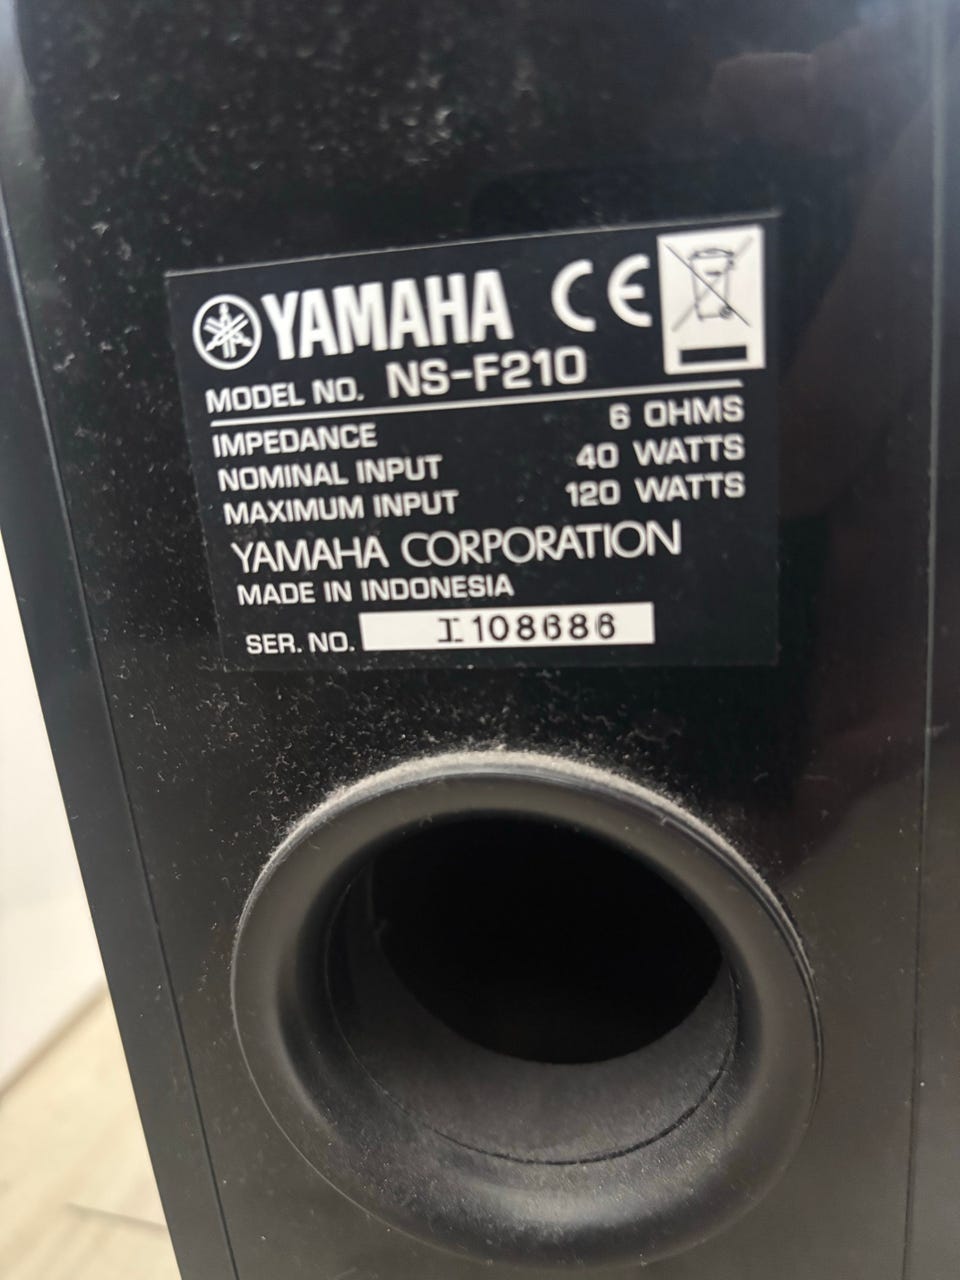 YAMAHA CE
MODEL NO. NS-F210
IMPEDANCE 6 OHMS
NOMINAL INPUT 40 WATTS
MAXIMUM INPUT 120 WATTS
YAMAHA CORPORATION
MADE IN INDONESIA
SER. NO. I108686